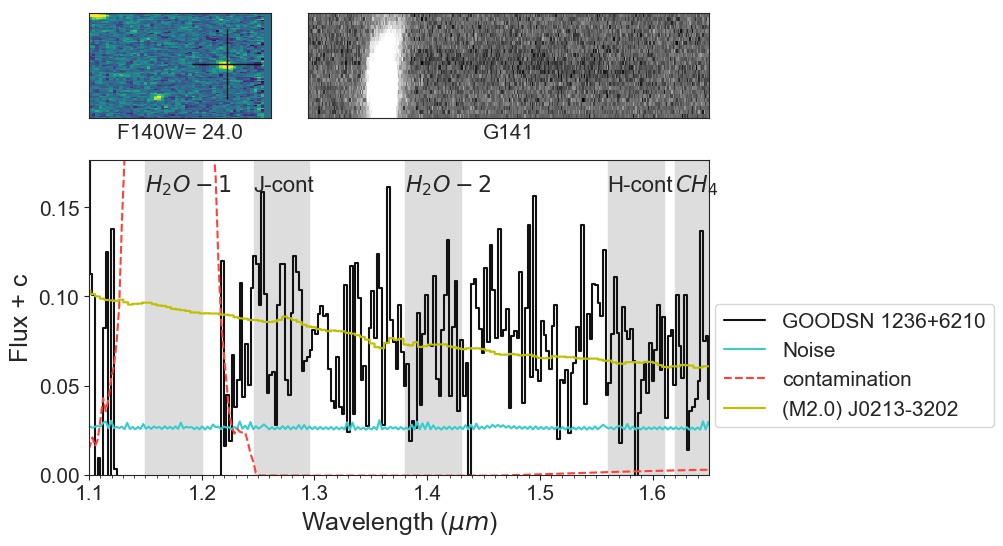 F140W= 24.0
G141
H₂O − 1
J-cont
H₂O − 2
H-cont
CH₄
Flux + c
0.15
0.10
0.05
0.00
1.1
1.2
1.3
1.4
1.5
1.6
Wavelength (μm)
GOODSN 1236+6210
Noise
contamination
(M2.0) J0213-3202